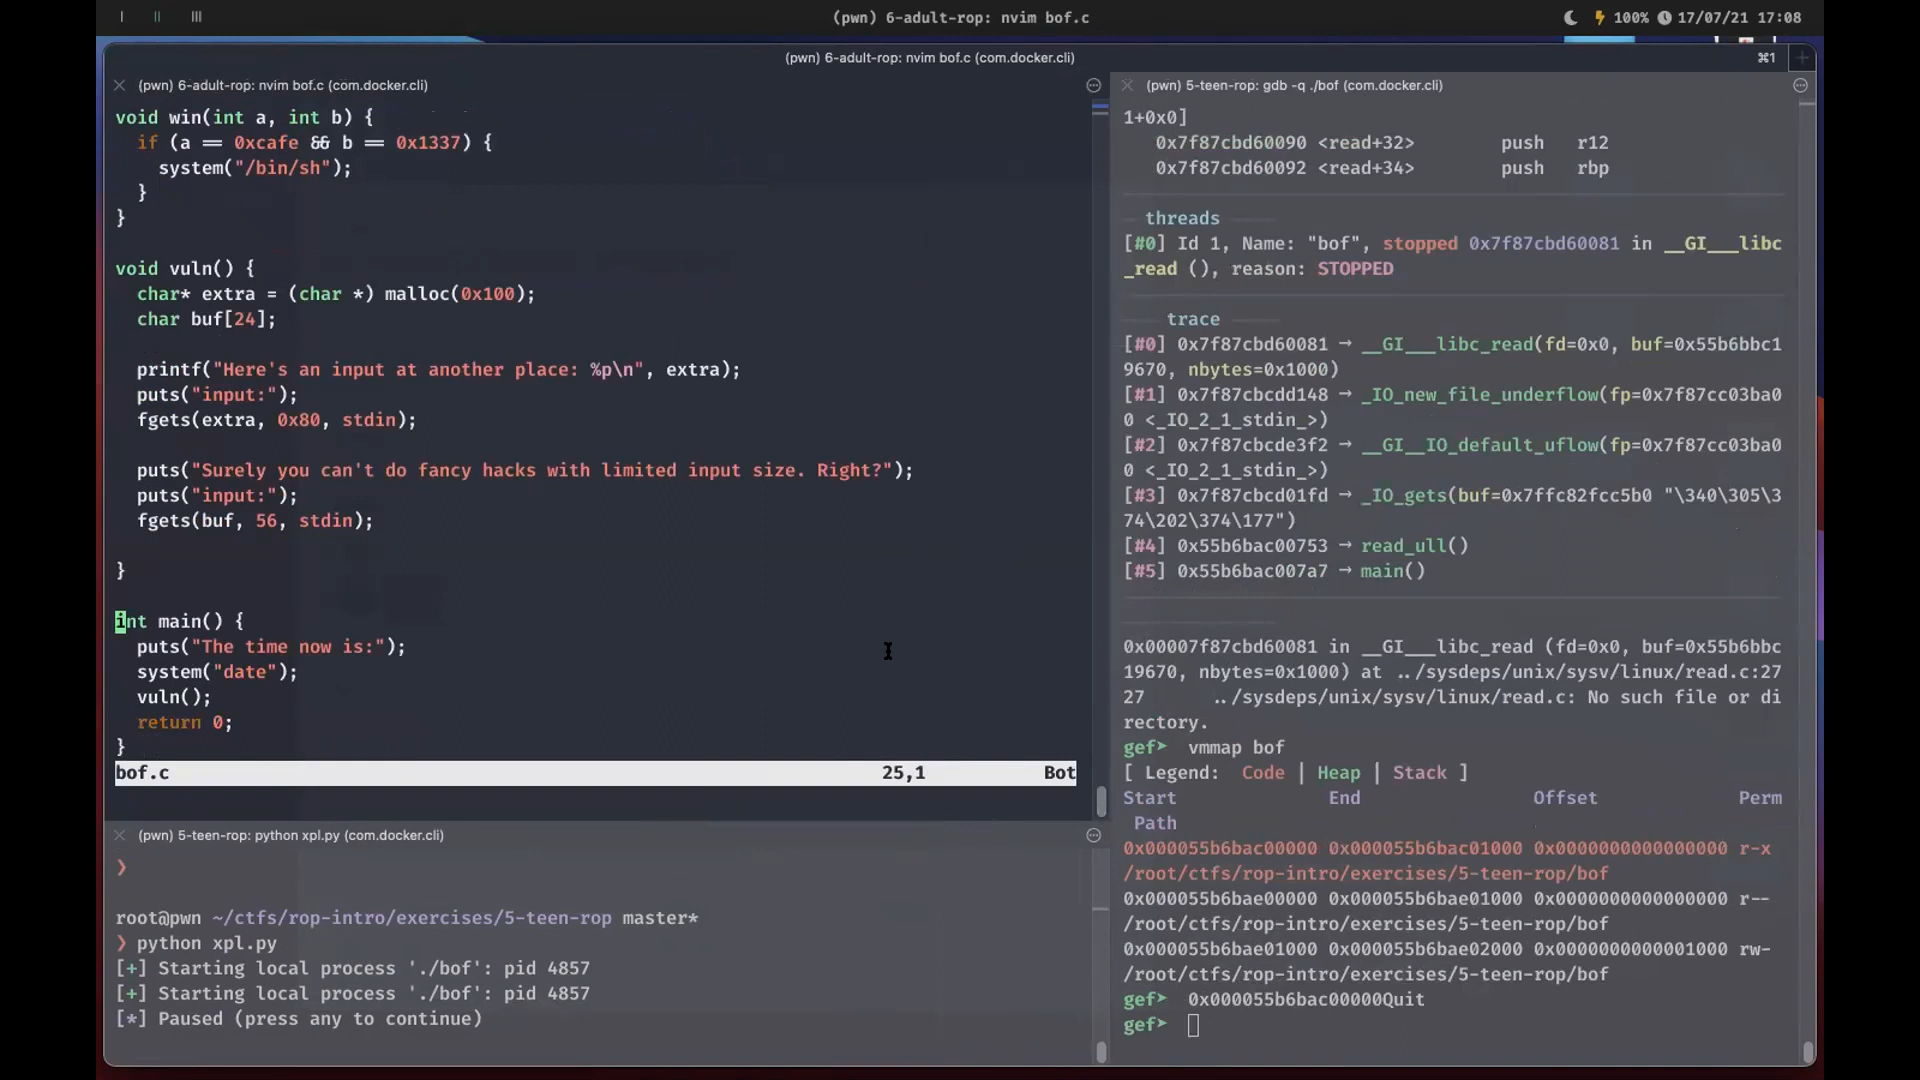 (pwn) 6-adult-rop: nvim bof.c
100%
17/07/21 17:08
(pwn) 6-adult-rop: nvim bof.c (com.docker.cli)
⌘1
(pwn) 6-adult-rop: nvim bof.c (com.docker.cli)
void win(int a, int b) {
if (a == 0xcafe && b == 0x1337) {
system("/bin/sh");
}
}
void vuln() {
char* extra = (char *) malloc(0x100);
char buf[24];
printf("Here's an input at another place: %p\n", extra);
puts("input:");
fgets(extra, 0x80, stdin);
puts("Surely you can't do fancy hacks with limited input size. Right?");
puts("input:");
fgets(buf, 56, stdin);
}
int main() {
puts("The time now is:");
system("date");
vuln();
return 0;
}
bof.c 25,1 Bot
(pwn) 5-teen-rop: python xpl.py (com.docker.cli)
❯
root@pwn ~/ctfs/rop-intro/exercises/5-teen-rop master*
❯ python xpl.py
[+] Starting local process './bof': pid 4857
[+] Starting local process './bof': pid 4857
[*] Paused (press any to continue)
(pwn) 5-teen-rop: gdb -q ./bof (com.docker.cli)
1+0x0]
0x7f87cbd60090 <read+32> push r12
0x7f87cbd60092 <read+34> push rbp
threads
[#0] Id 1, Name: "bof", stopped 0x7f87cbd60081 in __GI___libc
_read (), reason: STOPPED
trace
[#0] 0x7f87cbd60081 → __GI___libc_read(fd=0x0, buf=0x55b6bbc1
9670, nbytes=0x1000)
[#1] 0x7f87cbcdd148 → _IO_new_file_underflow(fp=0x7f87cc03ba0
0 <_IO_2_1_stdin_>)
[#2] 0x7f87cbcde3f2 → __GI__IO_default_uflow(fp=0x7f87cc03ba0
0 <_IO_2_1_stdin_>)
[#3] 0x7f87cbcd01fd → _IO_gets(buf=0x7ffc82fcc5b0 "\340\305\3
74\202\374\177")
[#4] 0x55b6bac00753 → read_ull()
[#5] 0x55b6bac007a7 → main()
0x00007f87cbd60081 in __GI___libc_read (fd=0x0, buf=0x55b6bbc
19670, nbytes=0x1000) at ../sysdeps/unix/sysv/linux/read.c:27
27 ../sysdeps/unix/sysv/linux/read.c: No such file or di
rectory.
gef➤ vmmap bof
[ Legend: Code | Heap | Stack ]
Start End Offset Perm
Path
0x000055b6bac00000 0x000055b6bac01000 0x0000000000000000 r-x
/root/ctfs/rop-intro/exercises/5-teen-rop/bof
0x000055b6bae00000 0x000055b6bae01000 0x0000000000000000 r--
/root/ctfs/rop-intro/exercises/5-teen-rop/bof
0x000055b6bae01000 0x000055b6bae02000 0x0000000000001000 rw-
/root/ctfs/rop-intro/exercises/5-teen-rop/bof
gef➤ 0x000055b6bac00000Quit
gef➤